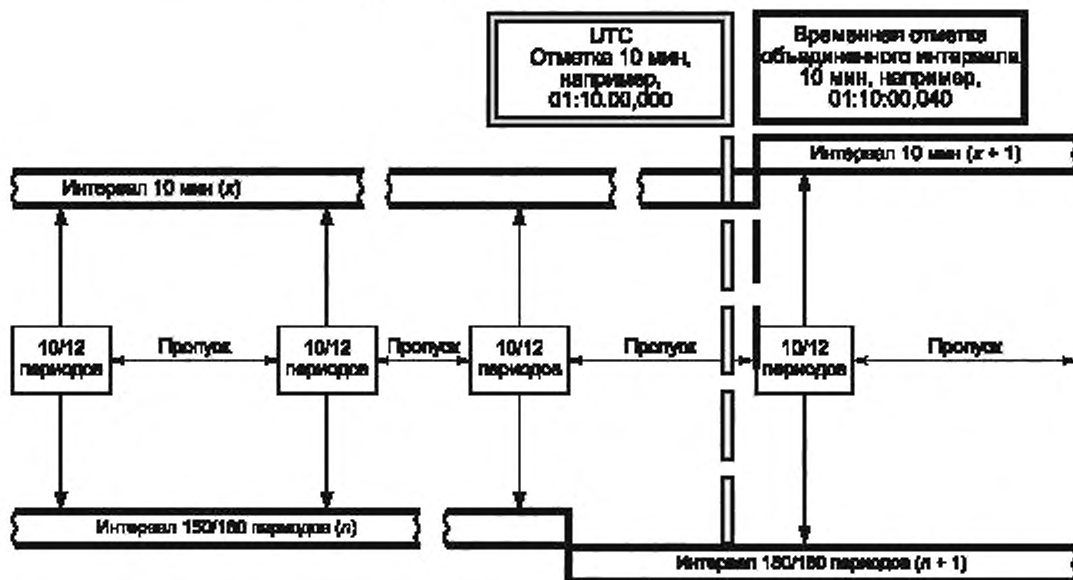 UTC
Отметка 10 мин,
например,
01:10.00,000
Временная отметка
объединенного интервала
10 мин, например,
01:10:00,040
Интервал 10 мин (x + 1)
Интервал 10 мин (x)
10/12
периодов
Пропуск
10/12
периодов
Пропуск
10/12
периодов
Пропуск
10/12
периодов
Пропуск
Интервал 150/180 периодов (n)
Интервал 150/180 периодов (n + 1)